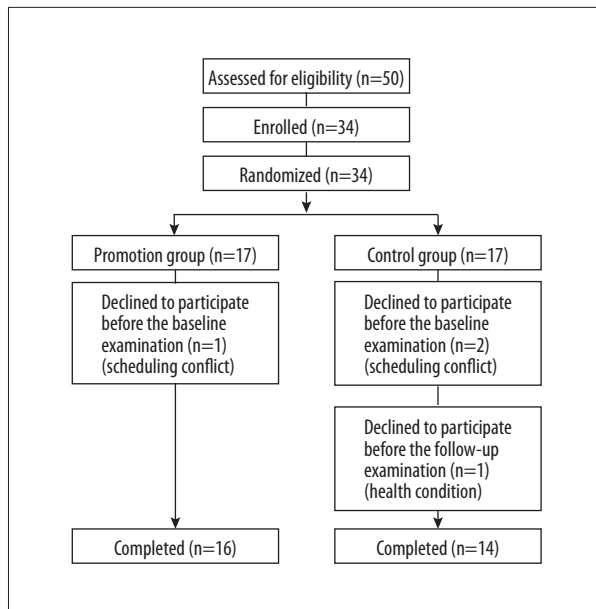 Assessed for eligibility (n=50)
Enrolled (n=34)
Randomized (n=34)
Promotion group (n=17)
Declined to participate
before the baseline
examination (n=1)
(scheduling conflict)
Completed (n=16)
Control group (n=17)
Declined to participate
before the baseline
examination (n=2)
(scheduling conflict)
Declined to participate
before the follow-up
examination (n=1)
(health condition)
Completed (n=14)